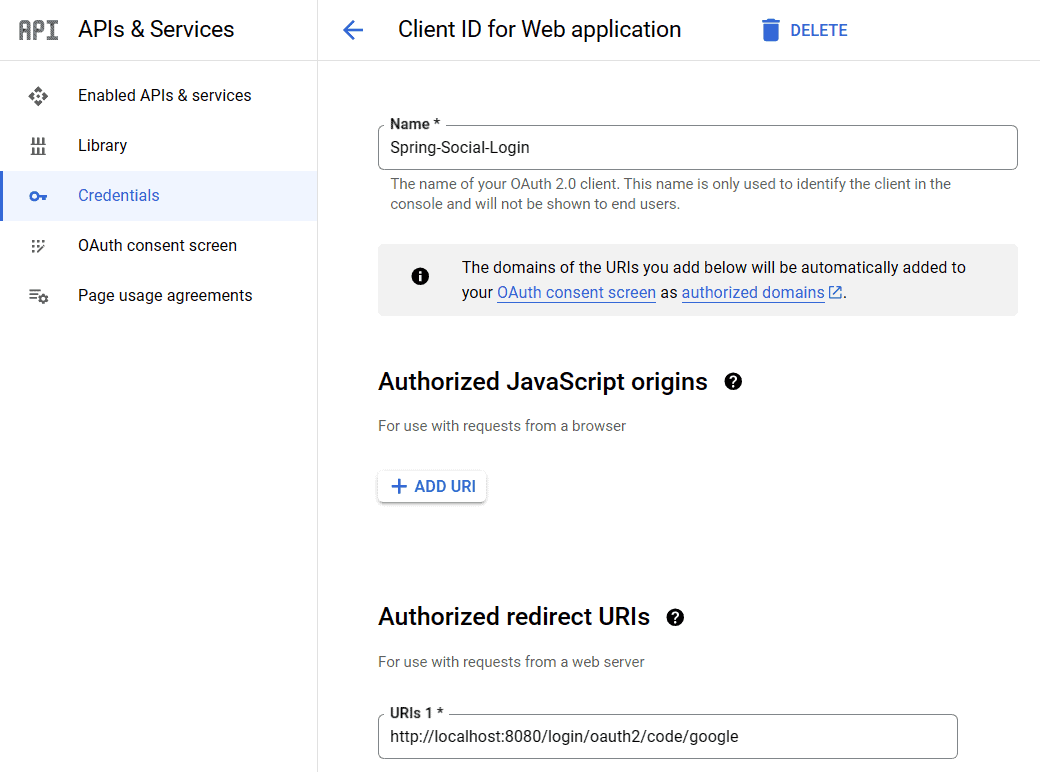 API APIs & Services
Client ID for Web application
DELETE
Enabled APIs & services
Library
Credentials
OAuth consent screen
Page usage agreements
Name *
Spring-Social-Login
The name of your OAuth 2.0 client. This name is only used to identify the client in the
console and will not be shown to end users.
The domains of the URIs you add below will be automatically added to
your OAuth consent screen as authorized domains.
Authorized JavaScript origins
For use with requests from a browser
+ ADD URI
Authorized redirect URIs
For use with requests from a web server
URIs 1 *
http://localhost:8080/login/oauth2/code/google